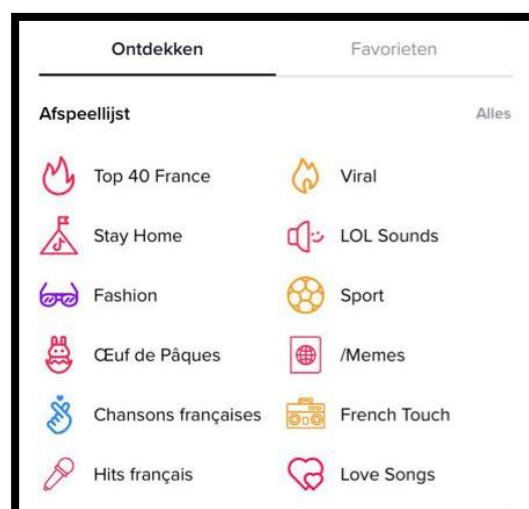 Ontdekken Favorieten
Afspeellijst Alles
Top 40 France Viral
Stay Home LOL Sounds
Fashion Sport
Œuf de Pâques /Memes
Chansons françaises French Touch
Hits français Love Songs